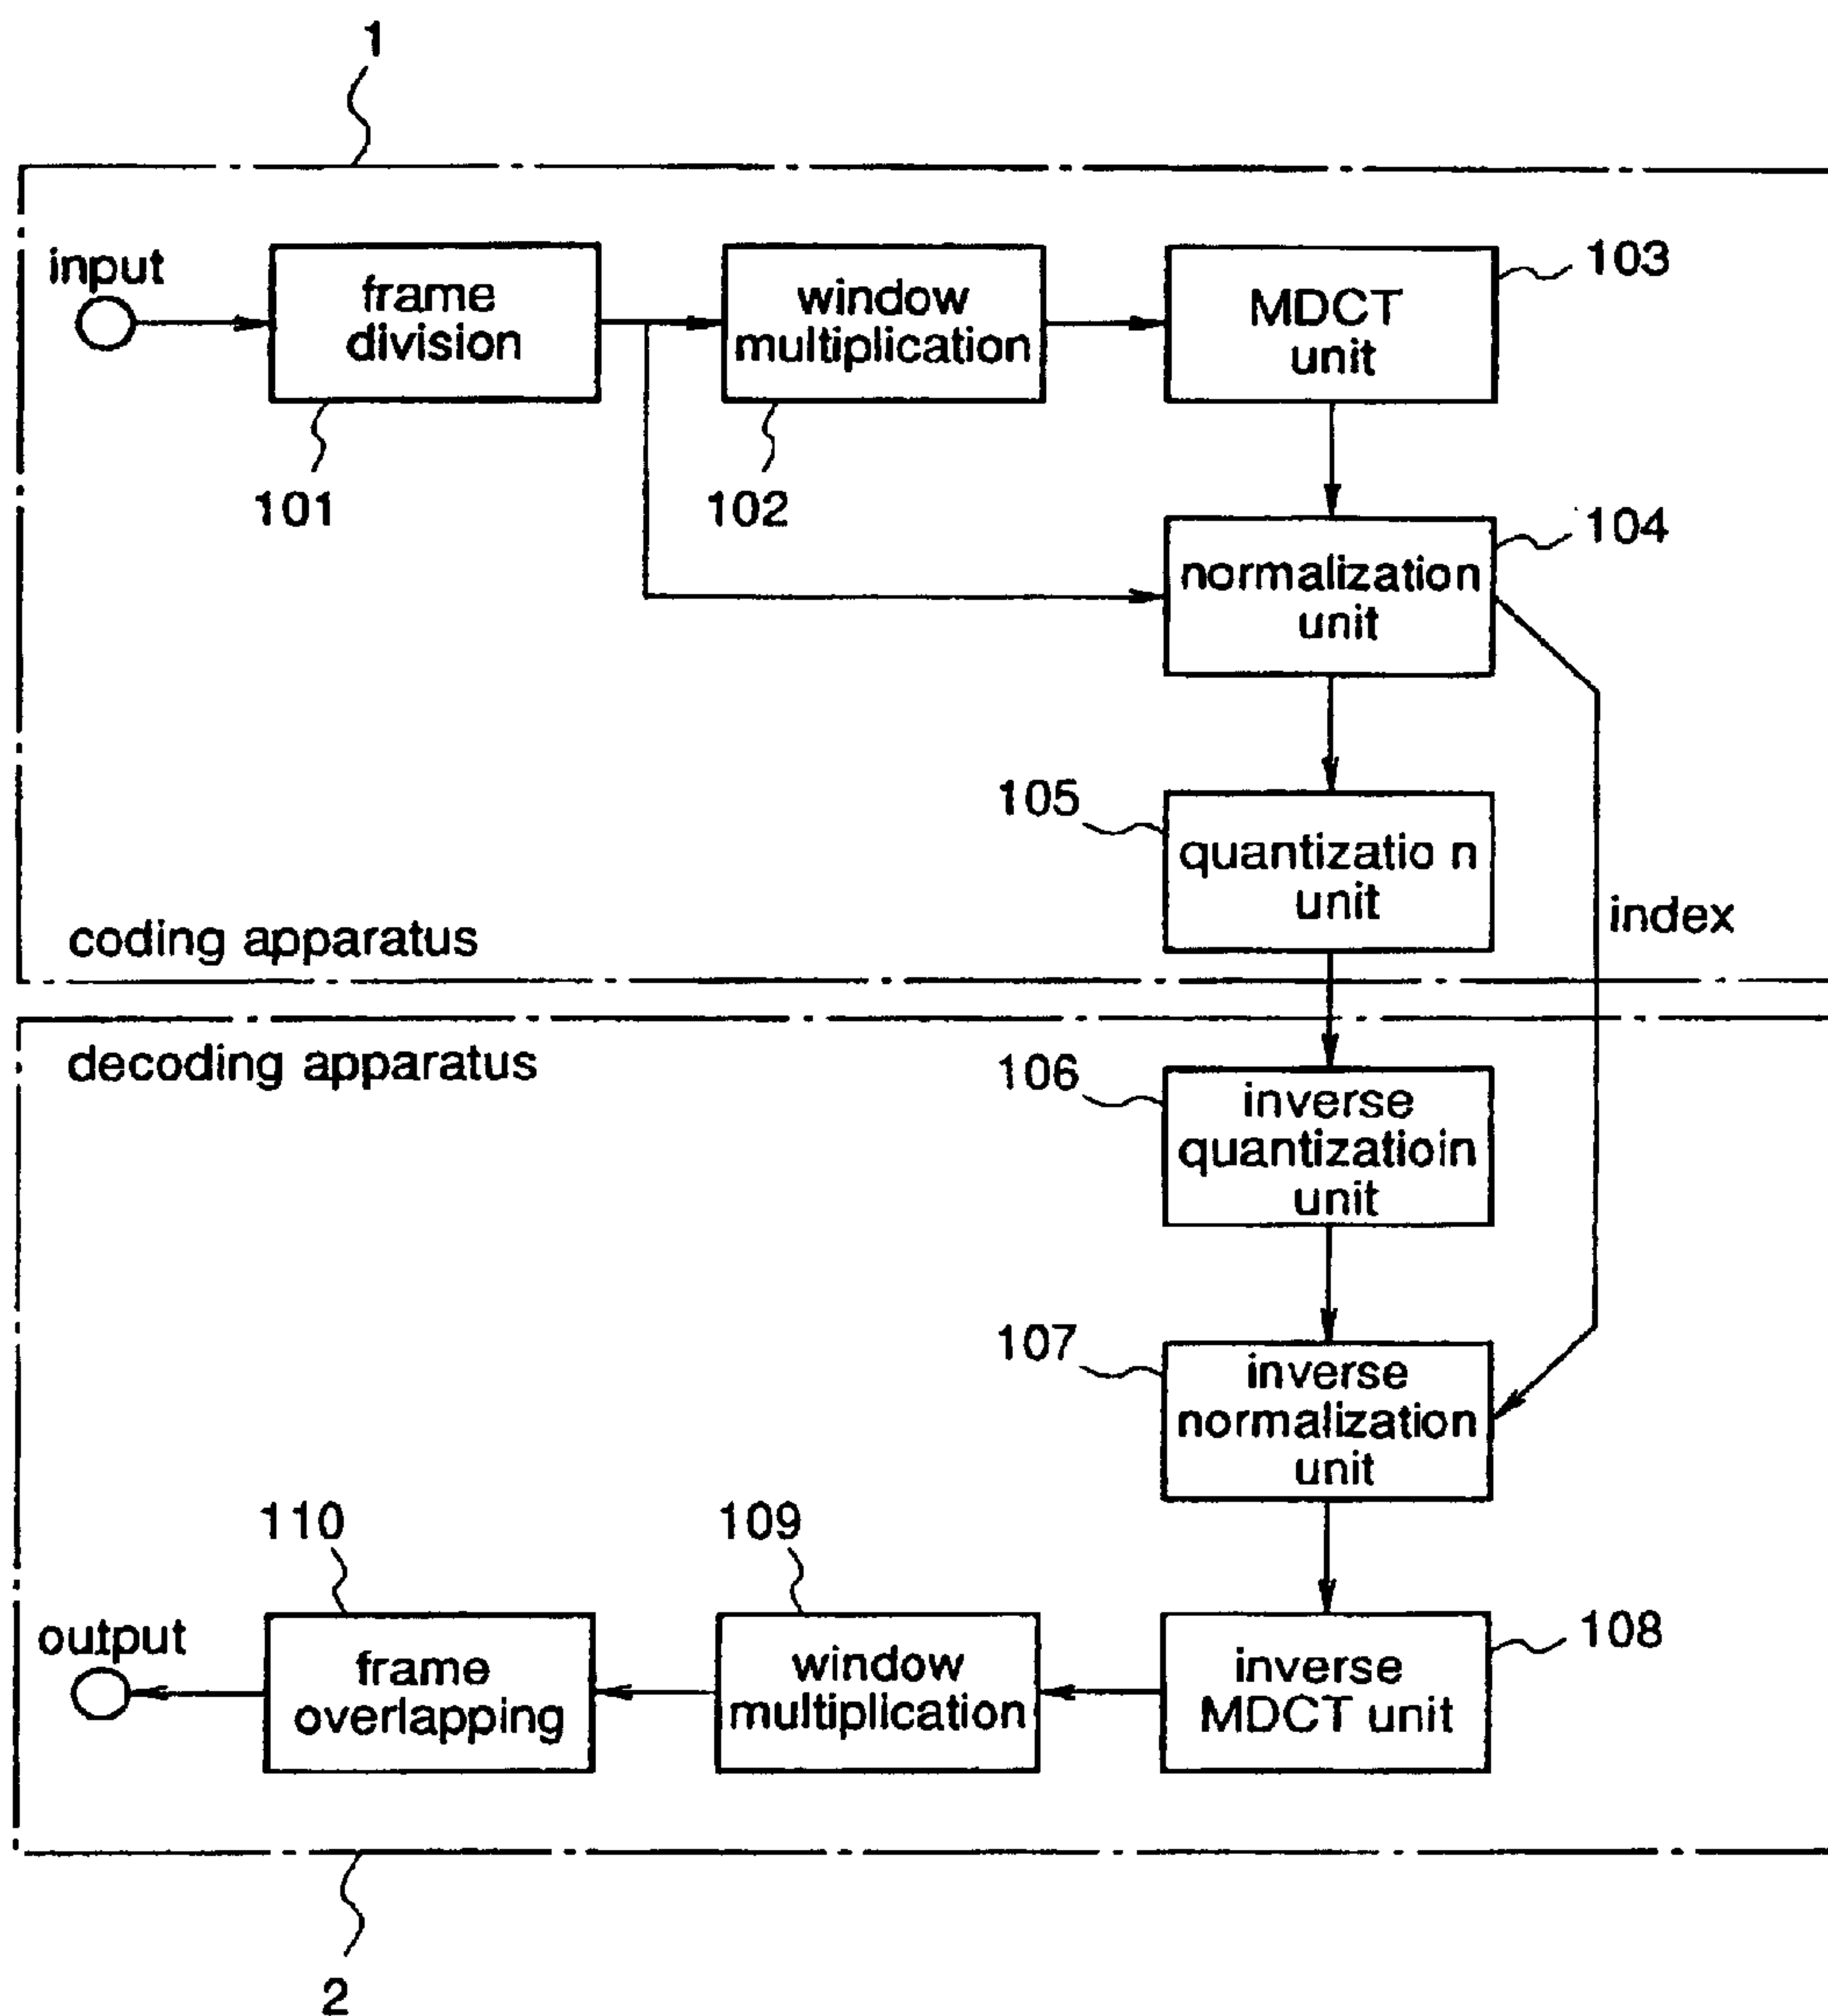 1
input
frame
division
101
window
multiplication
102
MDCT
unit
103
normalization
unit
104
105
quantizatio n
unit
index
coding apparatus
decoding apparatus
106
inverse
quantizatioin
unit
107
inverse
normalization
unit
110
109
108
output
frame
overlapping
window
multiplication
inverse
MDCT unit
2